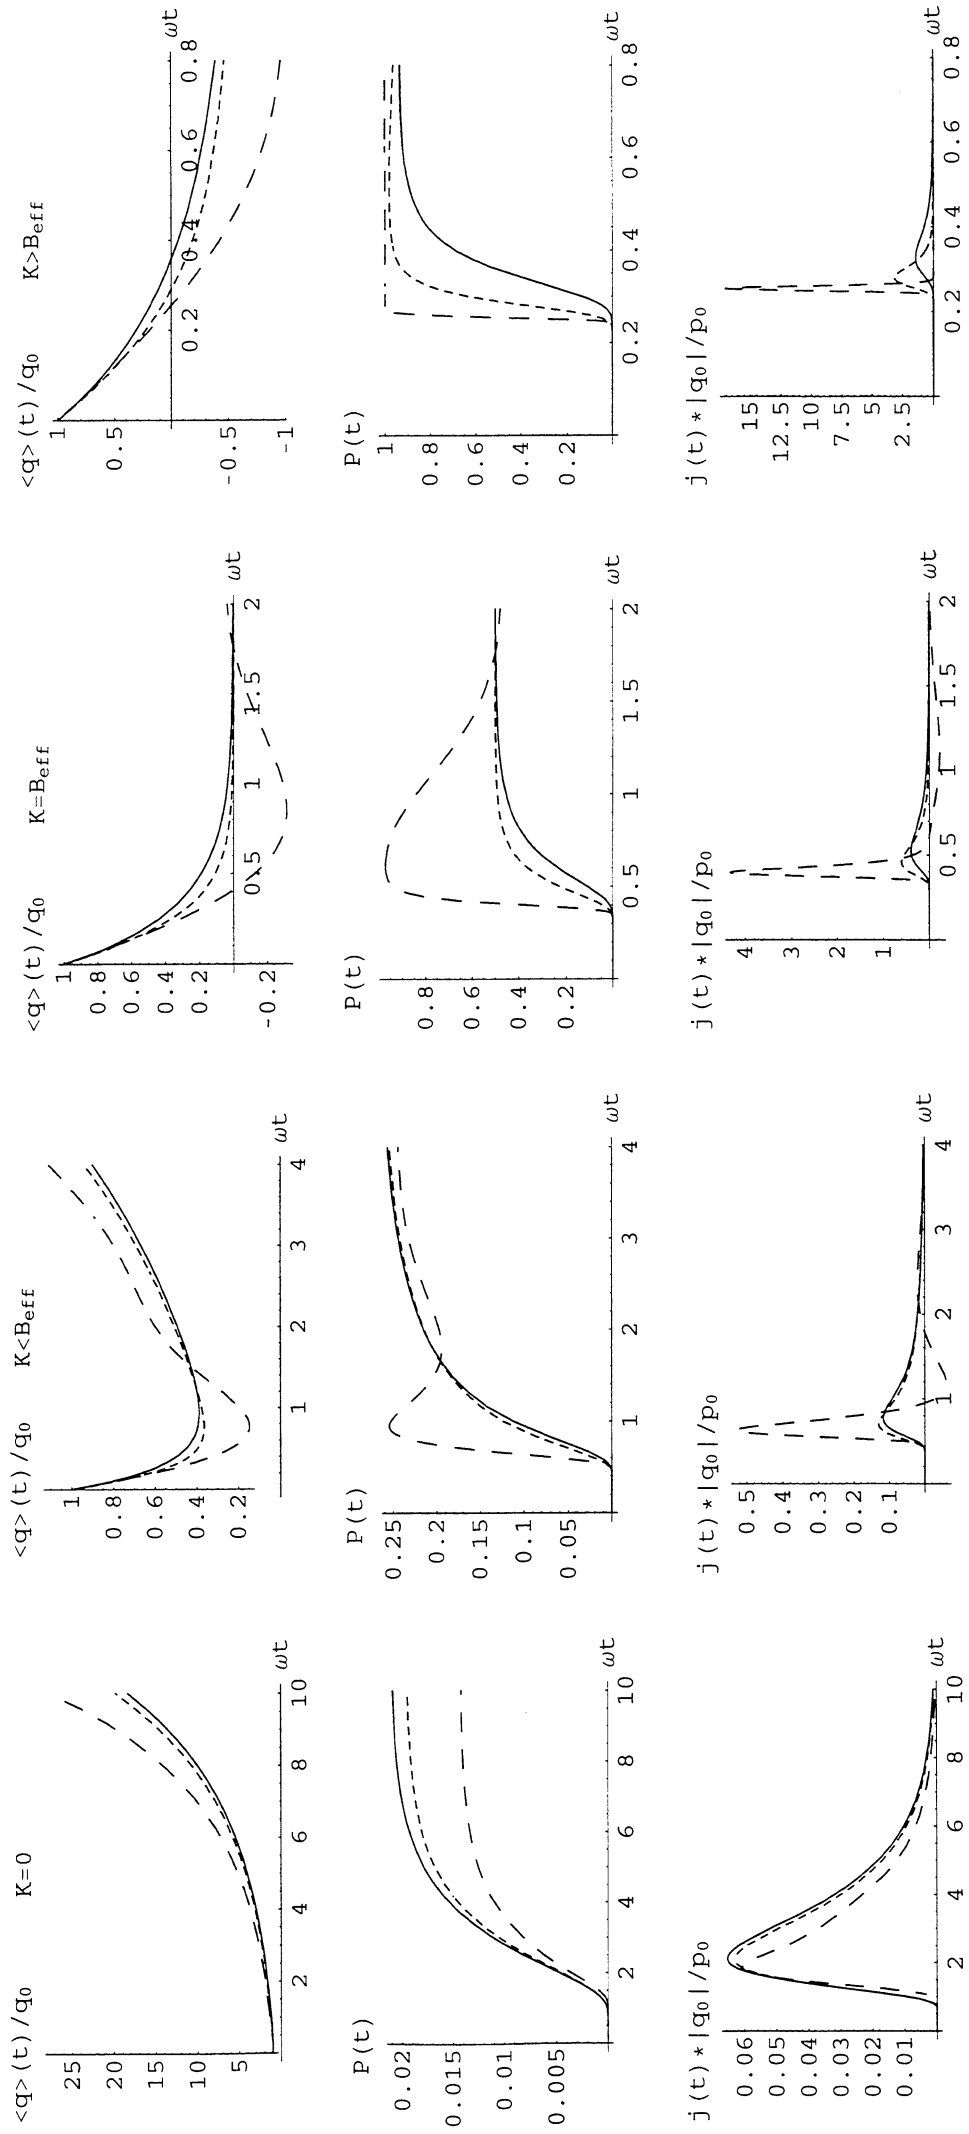 <q>(t)/q₀ K=0
25
20
15
10
5
2 4 6 8 10
ωt
<q>(t)/q₀ K<B_eff
1
0.8
0.6
0.4
0.2
1 2 3 4
ωt
<q>(t)/q₀ K=B_eff
1
0.8
0.6
0.4
0.2
-0.2
0.5 1 1.5 2
ωt
<q>(t)/q₀ K>B_eff
1
0.5
-0.5
-1
0.2 0.4 0.6 0.8
ωt
P(t)
0.02
0.015
0.01
0.005
2 4 6 8 10
ωt
P(t)
0.25
0.2
0.15
0.1
0.05
1 2 3 4
ωt
P(t)
0.8
0.6
0.4
0.2
0.5 1 1.5 2
ωt
P(t)
1
0.8
0.6
0.4
0.2
0.2 0.4 0.6 0.8
ωt
j(t)*|q₀|/p₀
0.06
0.05
0.04
0.03
0.02
0.01
2 4 6 8 10
ωt
j(t)*|q₀|/p₀
0.5
0.4
0.3
0.2
0.1
1 2 3 4
ωt
j(t)*|q₀|/p₀
4
3
2
1
0.5 1 1.5 2
ωt
j(t)*|q₀|/p₀
15
12.5
10
7.5
5
2.5
0.2 0.4 0.6 0.8
ωt